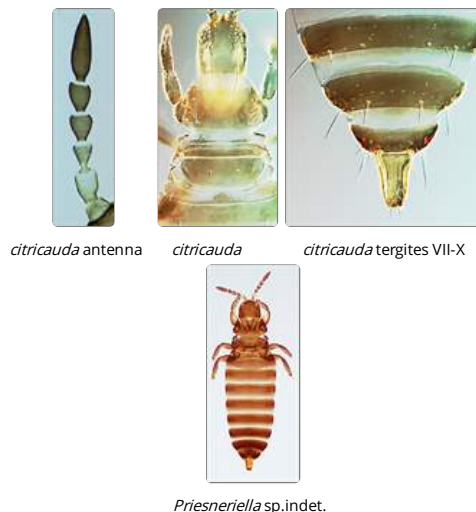 citricauda antenna
citricauda
citricauda tergites VII-X
Priesneriella sp.indet.